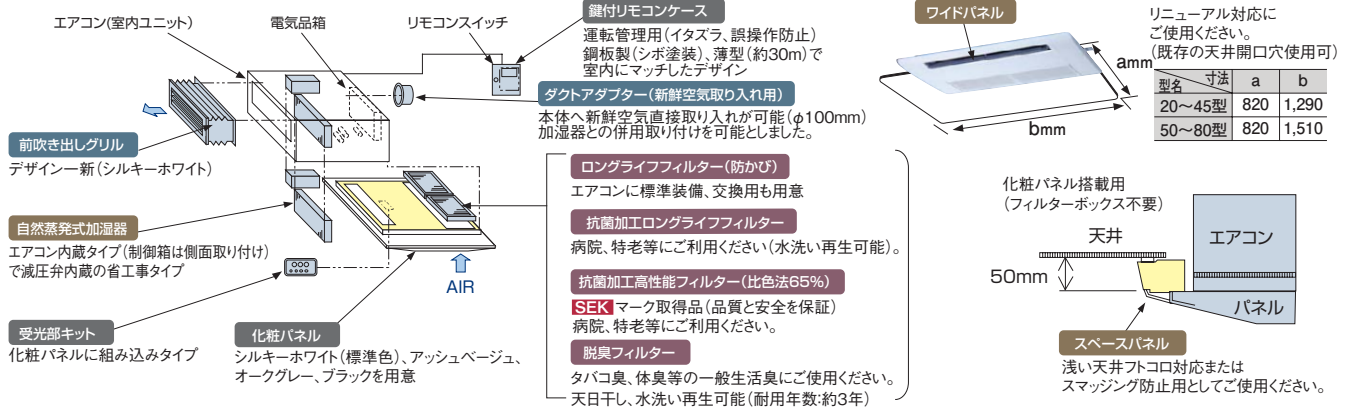 エアコン(室内ユニット)
電気品箱
リモコンスイッチ
鍵付リモコンケース
運転管理用(イタズラ、誤操作防止)
鋼板製(シボ塗装)、薄型(約30m)で
室内にマッチしたデザイン
ダクトアダプター(新鮮空気取り入れ用)
本体へ新鮮空気直接取り入れが可能(φ100mm)
加湿器との併用取り付けを可能としました。
前吹き出しグリル
デザイン一新(シルキーホワイト)
自然蒸発式加湿器
エアコン内蔵タイプ(制御箱は側面取り付け)
で減圧弁内蔵の省工事タイプ
受光部キット
化粧パネルに組み込みタイプ
化粧パネル
シルキーホワイト(標準色)、アッシュベージュ、
オークグレー、ブラックを用意
AIR
ロングライフフィルター(防かび)
エアコンに標準装備、交換用も用意
抗菌加工ロングライフフィルター
病院、特老等にご利用ください(水洗い再生可能)。
抗菌加工高性能フィルター(比色法65%)
SEK マーク取得品(品質と安全を保証)
病院、特老等にご利用ください。
脱臭フィルター
タバコ臭、体臭等の一般生活臭にご使用ください。
天日干し、水洗い再生可能(耐用年数:約3年)
ワイドパネル
amm
bmm
リニューアル対応に
ご使用ください。
(既存の天井開口穴使用可)
型名 寸法 a b
20〜45型 820 1,290
50〜80型 820 1,510
化粧パネル搭載用
(フィルターボックス不要)
天井
エアコン
50mm
パネル
スペースパネル
浅い天井フトコロ対応または
スマッジング防止用としてご使用ください。